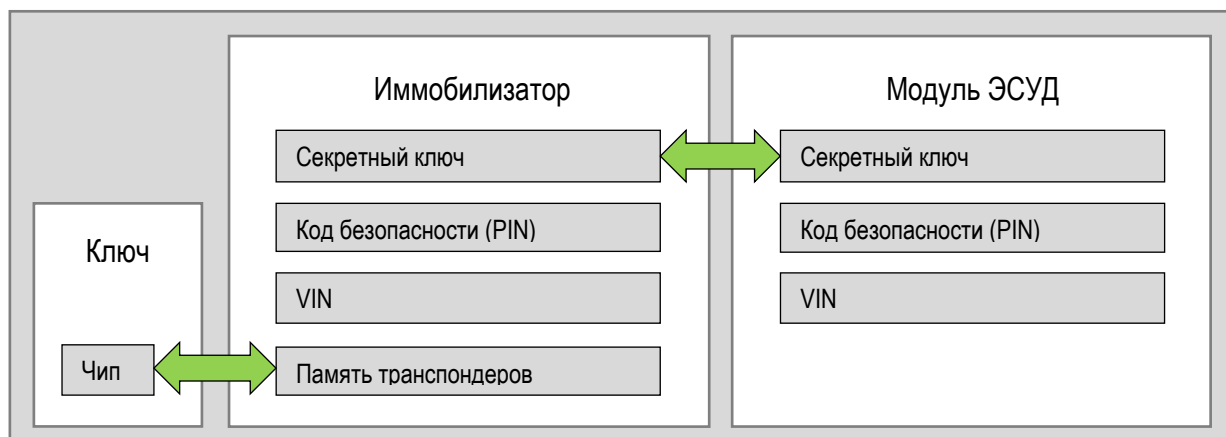 Иммобилизатор
Секретный ключ
Код безопасности (PIN)
VIN
Память транспондеров
Модуль ЭСУД
Секретный ключ
Код безопасности (PIN)
VIN
Ключ
Чип